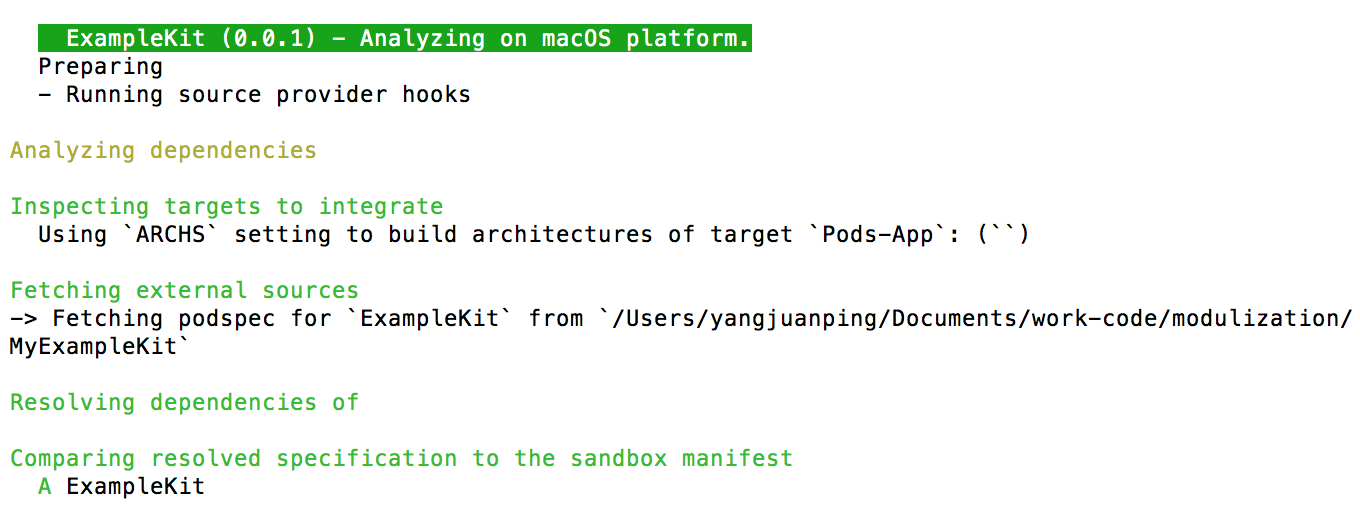 ExampleKit (0.0.1) - Analyzing on macOS platform.
Preparing
- Running source provider hooks
Analyzing dependencies
Inspecting targets to integrate
Using `ARCHS` setting to build architectures of target `Pods-App`: (``)
Fetching external sources
-> Fetching podspec for `ExampleKit` from `/Users/yangjuanping/Documents/work-code/modulization/
MyExampleKit`
Resolving dependencies of
Comparing resolved specification to the sandbox manifest
A ExampleKit